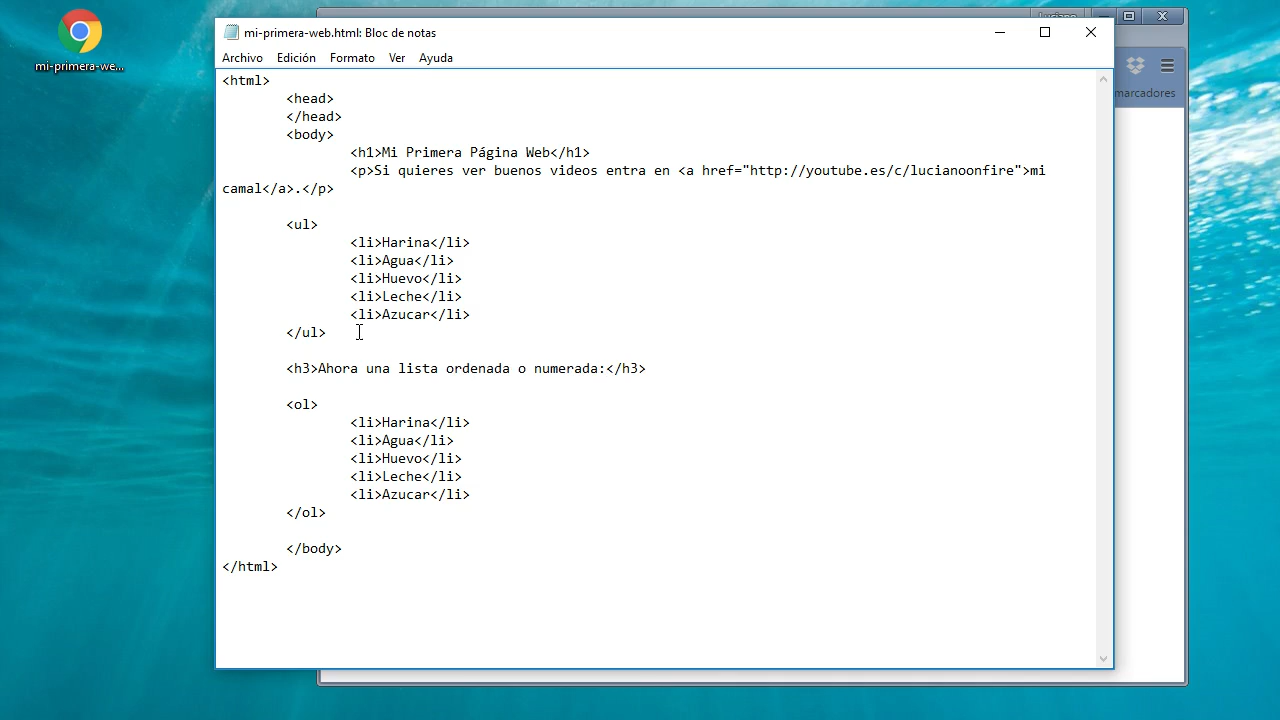 Luciano
mi-primera-we...
mi-primera-web.html: Bloc de notas
Archivo Edición Formato Ver Ayuda
marcadores
<html>
<head>
</head>
<body>
<h1>Mi Primera Página Web</h1>
<p>Si quieres ver buenos videos entra en <a href="http://youtube.es/c/lucianoonfire">mi
camal</a>.</p>
<ul>
<li>Harina</li>
<li>Agua</li>
<li>Huevo</li>
<li>Leche</li>
<li>Azucar</li>
</ul>
<h3>Ahora una lista ordenada o numerada:</h3>
<ol>
<li>Harina</li>
<li>Agua</li>
<li>Huevo</li>
<li>Leche</li>
<li>Azucar</li>
</ol>
</body>
</html>